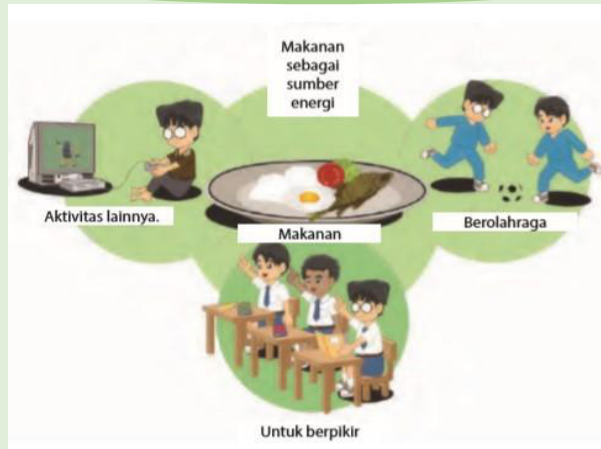 Makanan
sebagai
sumber
energi
Aktivitas lainnya.
Makanan
Berolahraga
Untuk berpikir